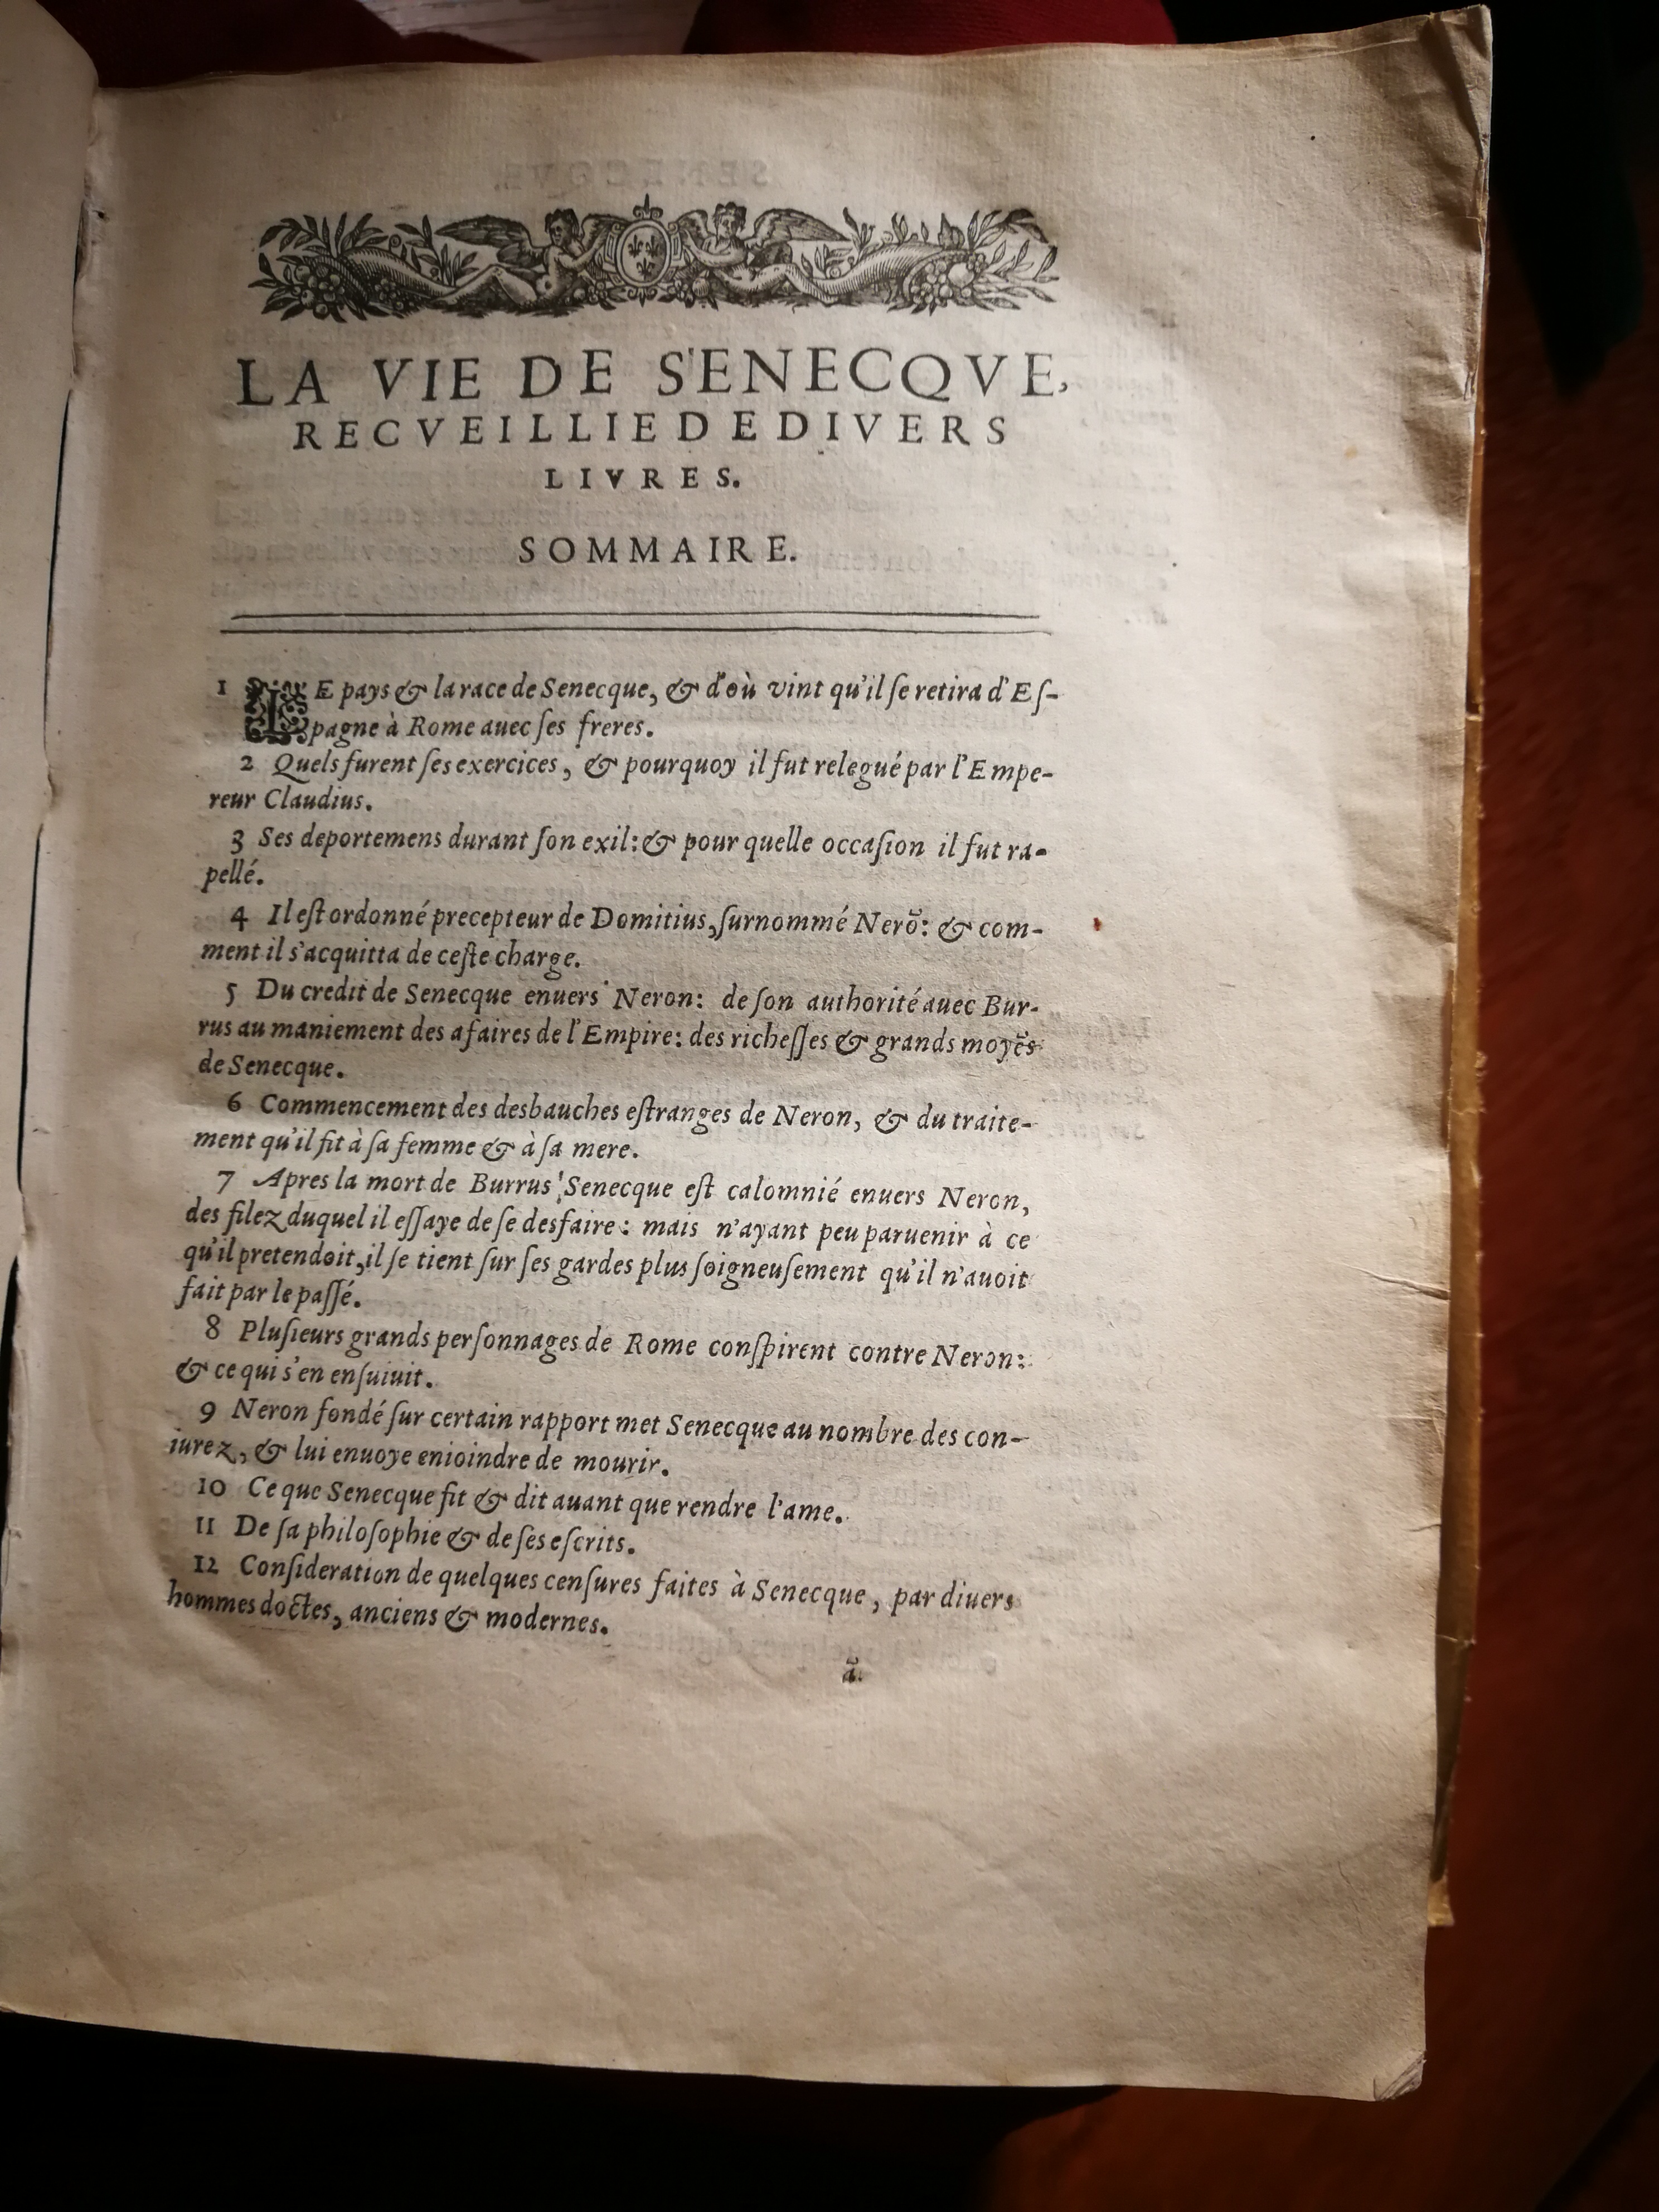 LA VIE DE SENECQVE,
RECVEILLIE DE DIVERS
LIVRES.
SOMMAIRE.
1 LE pays & la race de Senecque, & d'où vint qu'il ſe retira d'Eſ-
pagne à Rome auec ſes freres.
2 Quels furent ſes exercices, & pourquoy il fut relegué par l'Empe-
reur Claudius.
3 Ses deportemens durant ſon exil: & pour quelle occaſion il fut ra-
pellé.
4 Il eſt ordonné precepteur de Domitius, ſurnommé Nerõ: & com-
ment il s'acquitta de ceſte charge.
5 Du credit de Senecque enuers Neron: de ſon authorité auec Bur-
rus au maniement des afaires de l'Empire: des richeſſes & grands moyẽs
de Senecque.
6 Commencement des desbauches eſtranges de Neron, & du traite-
ment qu'il fit à ſa femme & à ſa mere.
7 Apres la mort de Burrus Senecque eſt calomnié enuers Neron,
des filez duquel il eſſaye de ſe desfaire: mais n'ayant peu paruenir à ce
qu'il pretendoit, il ſe tient ſur ſes gardes plus ſoigneuſement qu'il n'auoit
fait par le paſſé.
8 Pluſieurs grands perſonnages de Rome conſpirent contre Neron:
& ce qui s'en enſuiuit.
9 Neron fondé ſur certain rapport met Senecque au nombre des con-
iurez, & lui enuoye enioindre de mourir.
10 Ce que Senecque fit & dit auant que rendre l'ame.
11 De ſa philoſophie & de ſes eſcrits.
12 Conſideration de quelques cenſures faites à Senecque, par diuers
hommes doctes, anciens & modernes.
ã